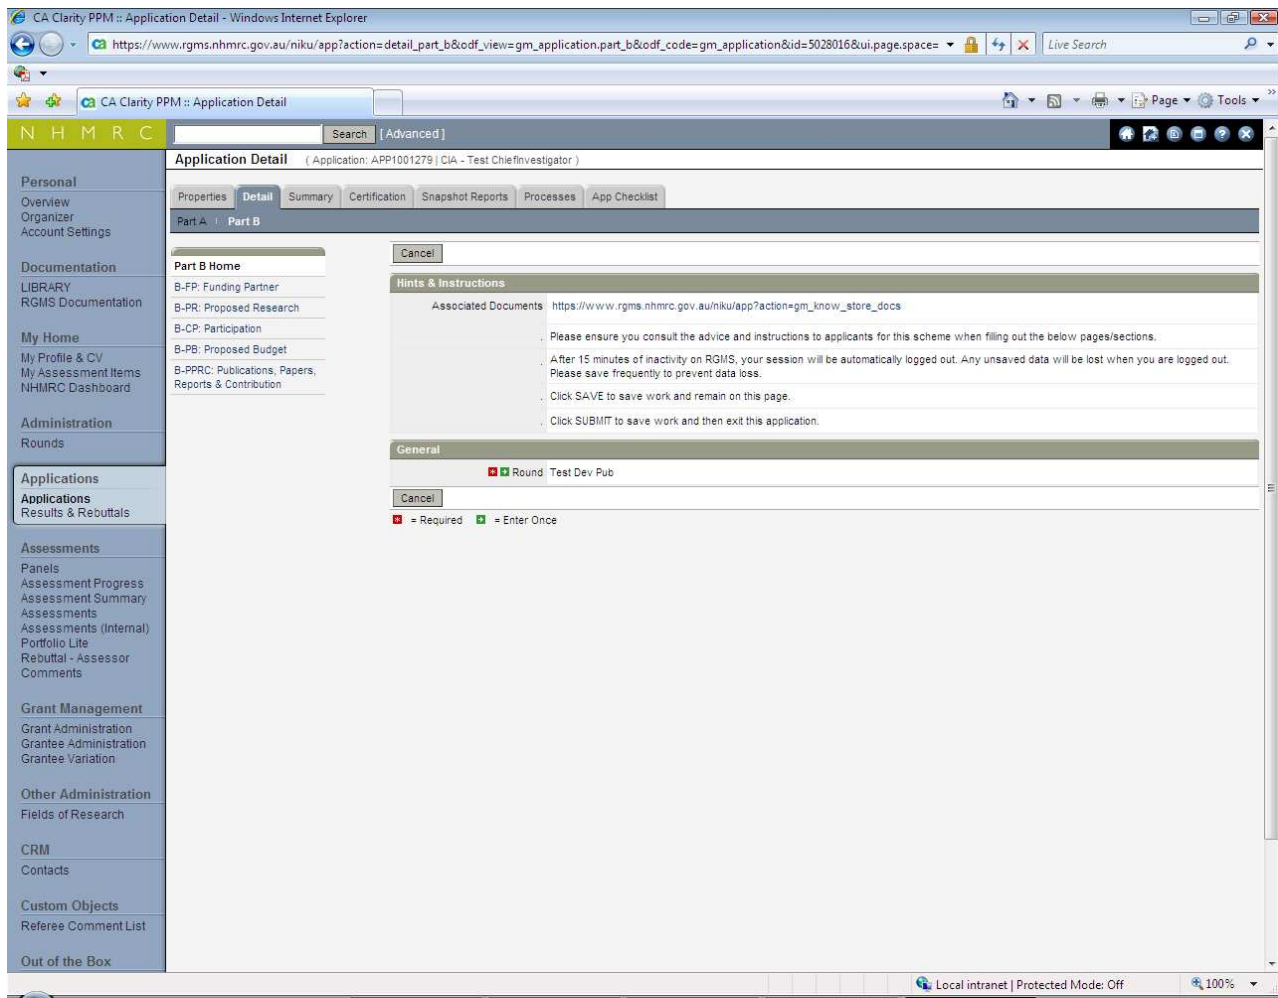 CA Clarity PPM :: Application Detail - Windows Internet Explorer
https://www.rgms.nhmrc.gov.au/niku/app?action=detail_part_b&odf_view=gm_application.part_b&odf_code=gm_application&id=5028016&ui.page.space=
Live Search
CA Clarity PPM :: Application Detail
Page
Tools
NHMRC
Search
[Advanced]
Personal
Overview
Organizer
Account Settings
Documentation
LIBRARY
RGMS Documentation
My Home
My Profile & CV
My Assessment Items
NHMRC Dashboard
Administration
Rounds
Applications
Applications
Results & Rebuttals
Assessments
Panels
Assessment Progress
Assessment Summary
Assessments
Assessments (Internal)
Portfolio Lite
Rebuttal - Assessor
Comments
Grant Management
Grant Administration
Grantee Administration
Grantee Variation
Other Administration
Fields of Research
CRM
Contacts
Custom Objects
Referee Comment List
Out of the Box
Application Detail ( Application: APP1001279 | CIA - Test ChiefInvestigator )
Properties Detail Summary Certification Snapshot Reports Processes App Checklist
Part A | Part B
Part B Home
B-FP: Funding Partner
B-PR: Proposed Research
B-CP: Participation
B-PB: Proposed Budget
B-PPRC: Publications, Papers,
Reports & Contribution
Cancel
Hints & Instructions
Associated Documents https://www.rgms.nhmrc.gov.au/niku/app?action=gm_know_store_docs
. Please ensure you consult the advice and instructions to applicants for this scheme when filling out the below pages/sections.
. After 15 minutes of inactivity on RGMS, your session will be automatically logged out. Any unsaved data will be lost when you are logged out.
Please save frequently to prevent data loss.
. Click SAVE to save work and remain on this page.
. Click SUBMIT to save work and then exit this application.
General
Round Test Dev Pub
Cancel
= Required = Enter Once
Local intranet | Protected Mode: Off
100%